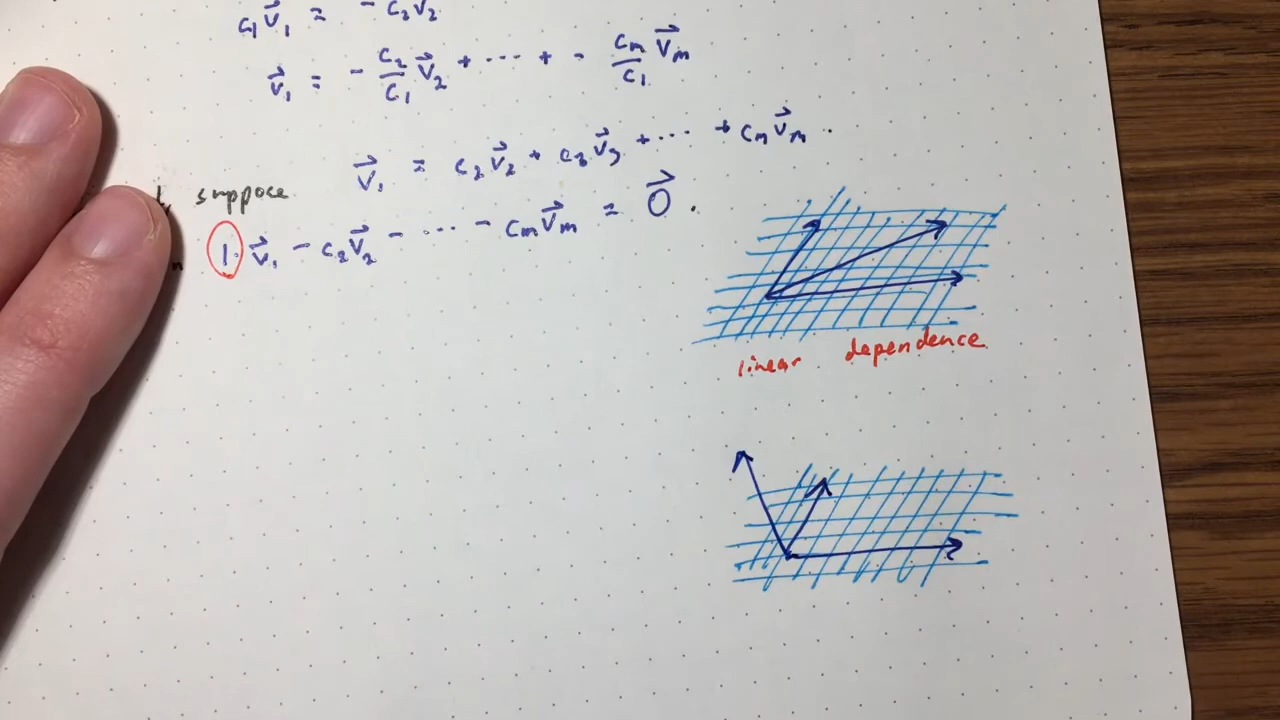 c₁v⃗₁ = - c₂v⃗₂
v⃗₁ = - c₂/c₁ v⃗₂ + ⋯ + - cₘ/c₁ v⃗ₘ
v⃗₁ = c₂v⃗₂ + c₃v⃗₃ + ⋯ + cₘv⃗ₘ.
suppose
1·v⃗₁ - c₂v⃗₂ - ⋯ - cₘv⃗ₘ = 0⃗.
linear dependence